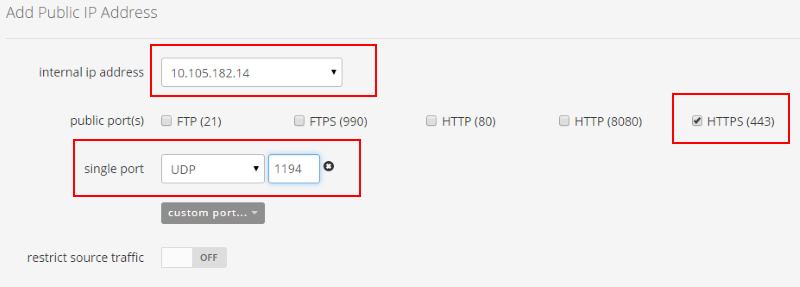 Add Public IP Address
internal ip address 10.105.182.14
public port(s) FTP (21) FTPS (990) HTTP (80) HTTP (8080) HTTPS (443)
single port UDP 1194
custom port...
restrict source traffic OFF